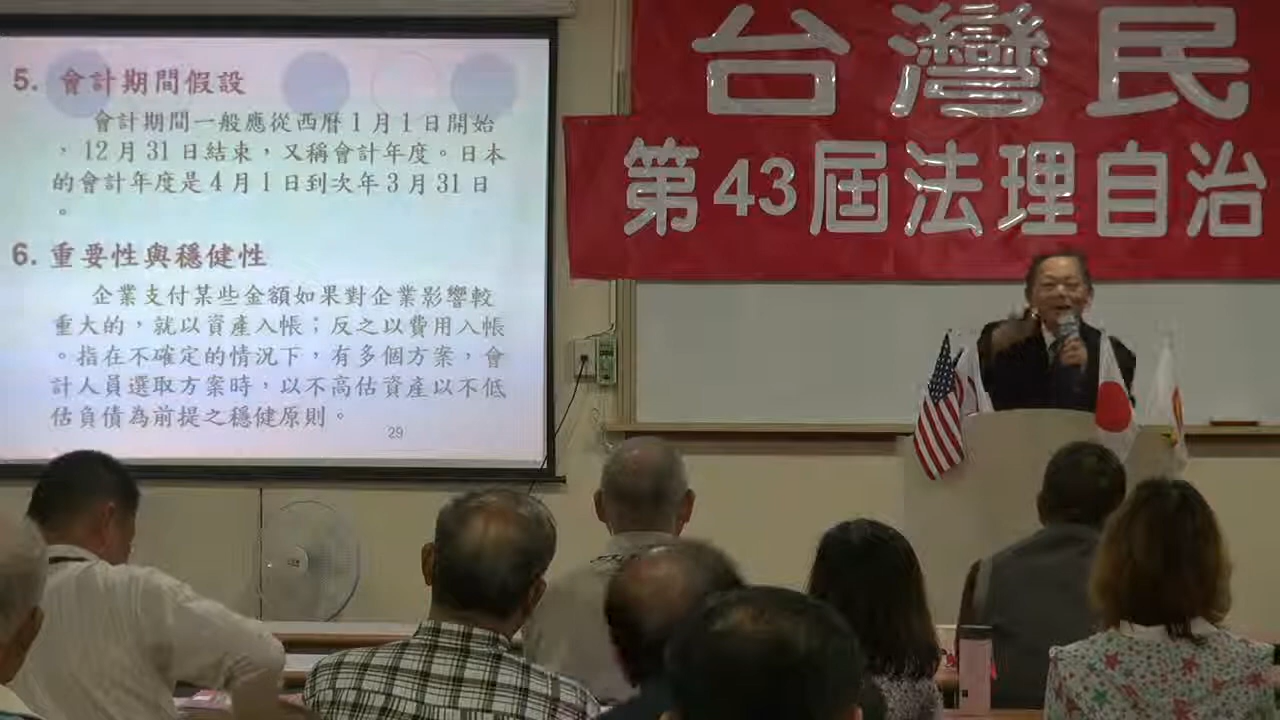 5. 會計期間假設
會計期間一般應從西曆1月1日開始
，12月31日結束，又稱會計年度。日本
的會計年度是4月1日到次年3月31日
。
6. 重要性與穩健性
企業支付某些金額如果對企業影響較
重大的，就以資產入帳；反之以費用入帳
。指在不確定的情況下，有多個方案，會
計人員選取方案時，以不高估資產以不低
估負債為前提之穩健原則。
29
台灣民
第43屆法理自治